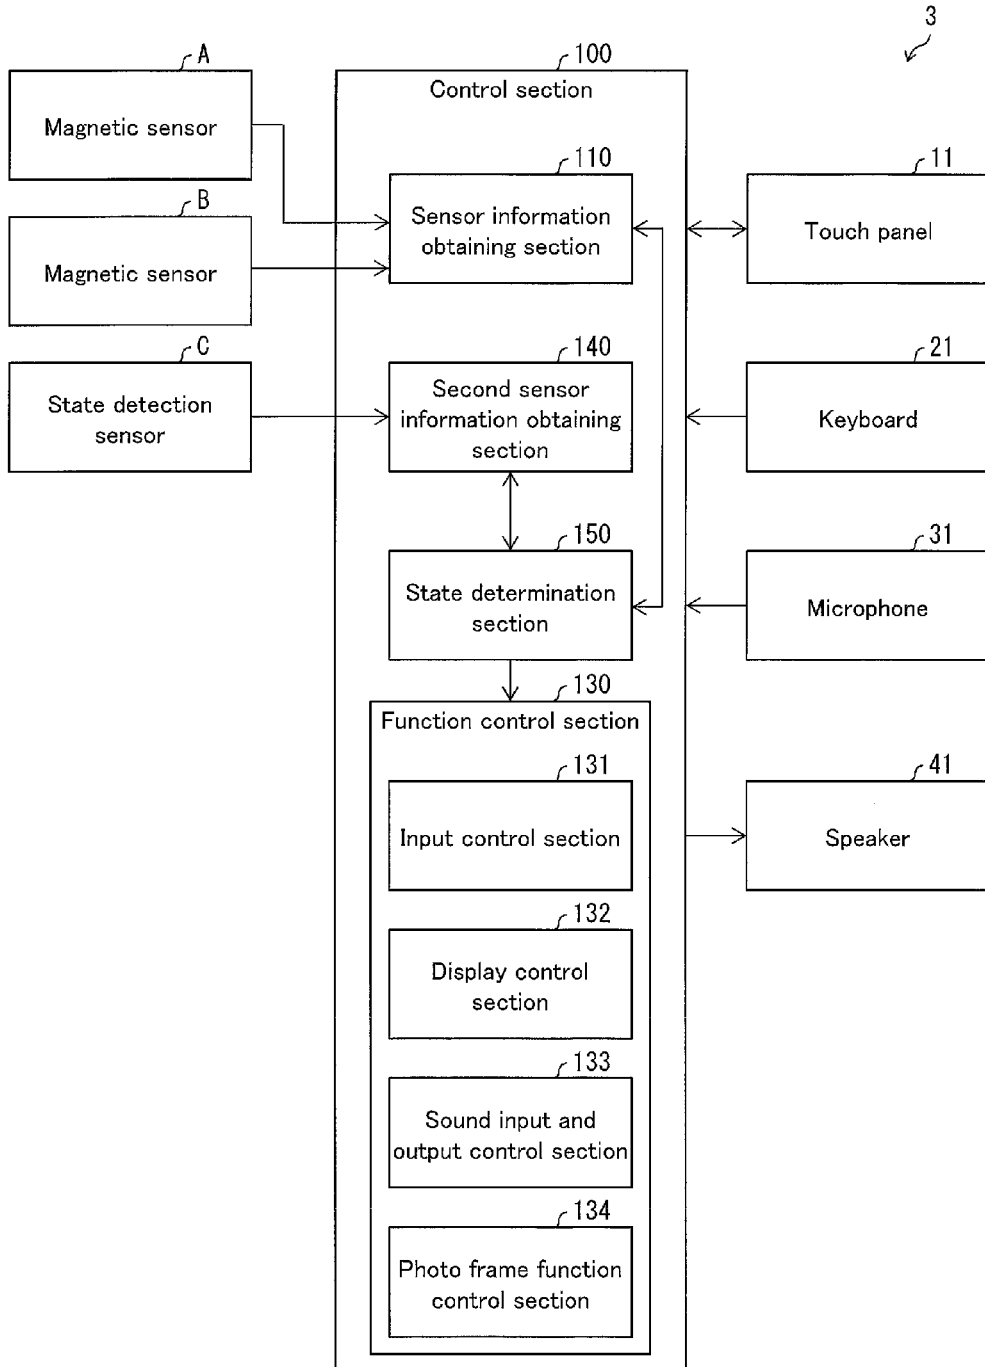 3
A
Magnetic sensor
B
Magnetic sensor
C
State detection
sensor
100
Control section
110
Sensor information
obtaining section
140
Second sensor
information obtaining
section
150
State determination
section
130
Function control section
131
Input control section
132
Display control
section
133
Sound input and
output control section
134
Photo frame function
control section
11
Touch panel
21
Keyboard
31
Microphone
41
Speaker